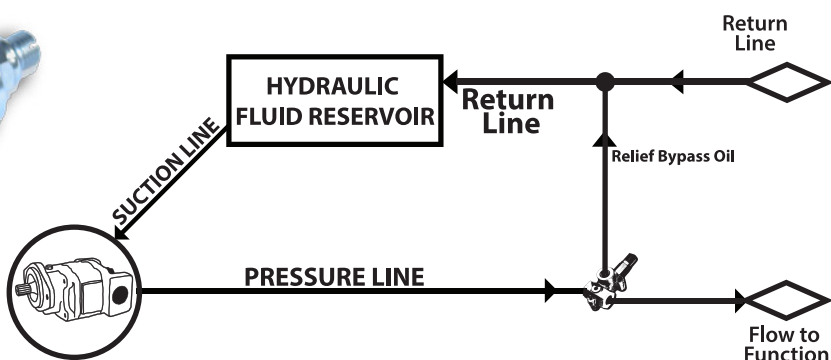 Return
Line
HYDRAULIC
FLUID RESERVOIR
Return
Line
Relief Bypass Oil
SUCTION LINE
PRESSURE LINE
Flow to
Function